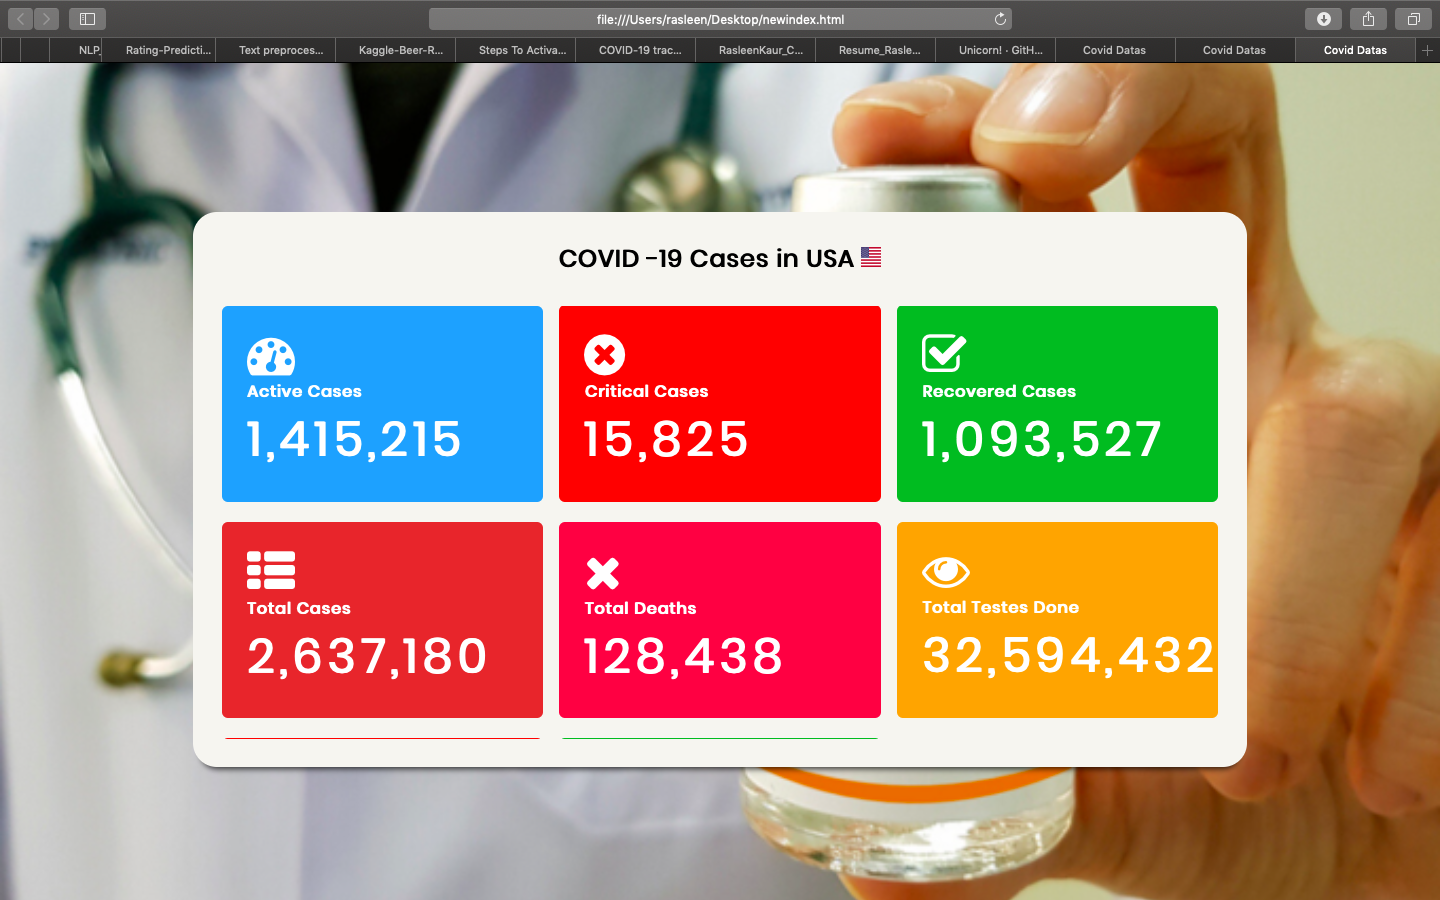 file:///Users/rasleen/Desktop/newindex.html
NLP.
Rating-Predicti...
Text preproces...
Kaggle-Beer-R...
Steps To Activa...
COVID-19 trac...
RasleenKaur_C...
Resume_Rasle...
Unicorn! · GitH...
Covid Datas
Covid Datas
Covid Datas
COVID -19 Cases in USA
Active Cases
1,415,215
Critical Cases
15,825
Recovered Cases
1,093,527
Total Cases
2,637,180
Total Deaths
128,438
Total Testes Done
32,594,432